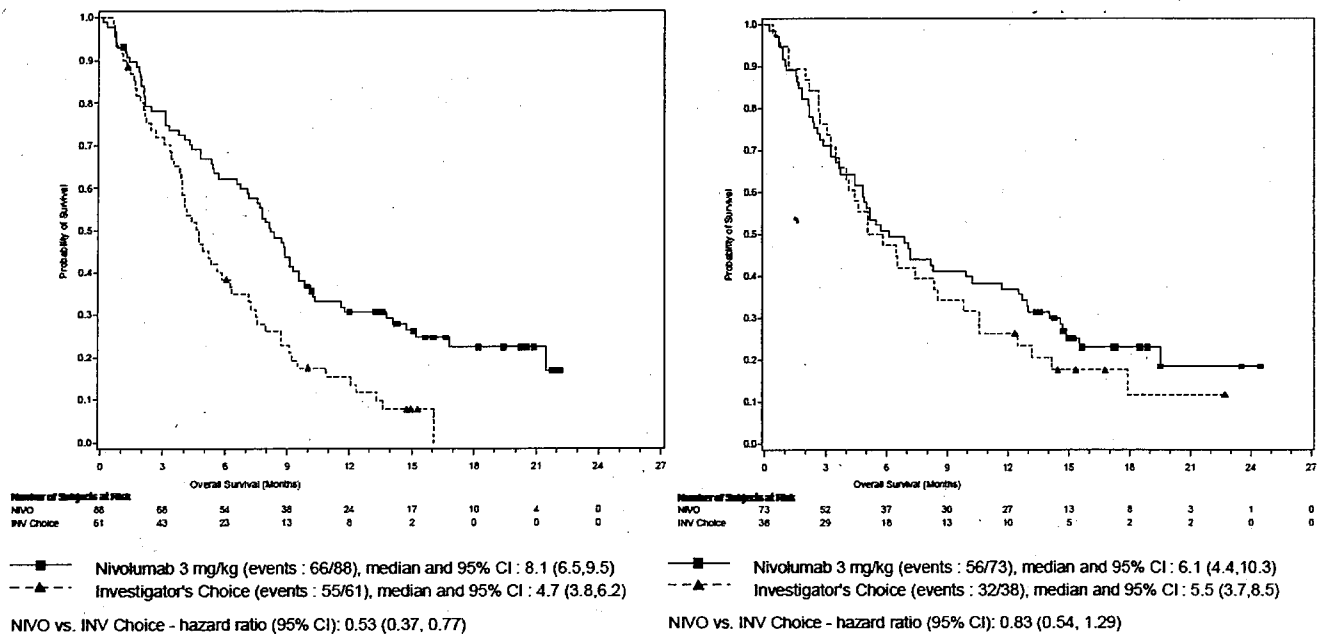 1.0
0.9
0.8
0.7
0.6
0.5
0.4
0.3
0.2
0.1
0.0
Probability of Survival
0 3 6 9 12 15 18 21 24 27
Overall Survival (Months)
Number of Subjects at Risk
NIVO 88 68 54 38 24 17 10 4 0
INV Choice 61 43 23 13 8 2 0 0 0
Nivolumab 3 mg/kg (events : 66/88), median and 95% CI : 8.1 (6.5,9.5)
Investigator's Choice (events : 55/61), median and 95% CI : 4.7 (3.8,6.2)
NIVO vs. INV Choice - hazard ratio (95% CI): 0.53 (0.37, 0.77)
1.0
0.9
0.8
0.7
0.6
0.5
0.4
0.3
0.2
0.1
0.0
Probability of Survival
0 3 6 9 12 15 18 21 24 27
Overall Survival (Months)
Number of Subjects at Risk
NIVO 73 52 37 30 27 13 8 3 1 0
INV Choice 38 29 18 13 10 5 2 2 0 0
Nivolumab 3 mg/kg (events : 56/73), median and 95% CI : 6.1 (4.4,10.3)
Investigator's Choice (events : 32/38), median and 95% CI : 5.5 (3.7,8.5)
NIVO vs. INV Choice - hazard ratio (95% CI): 0.83 (0.54, 1.29)